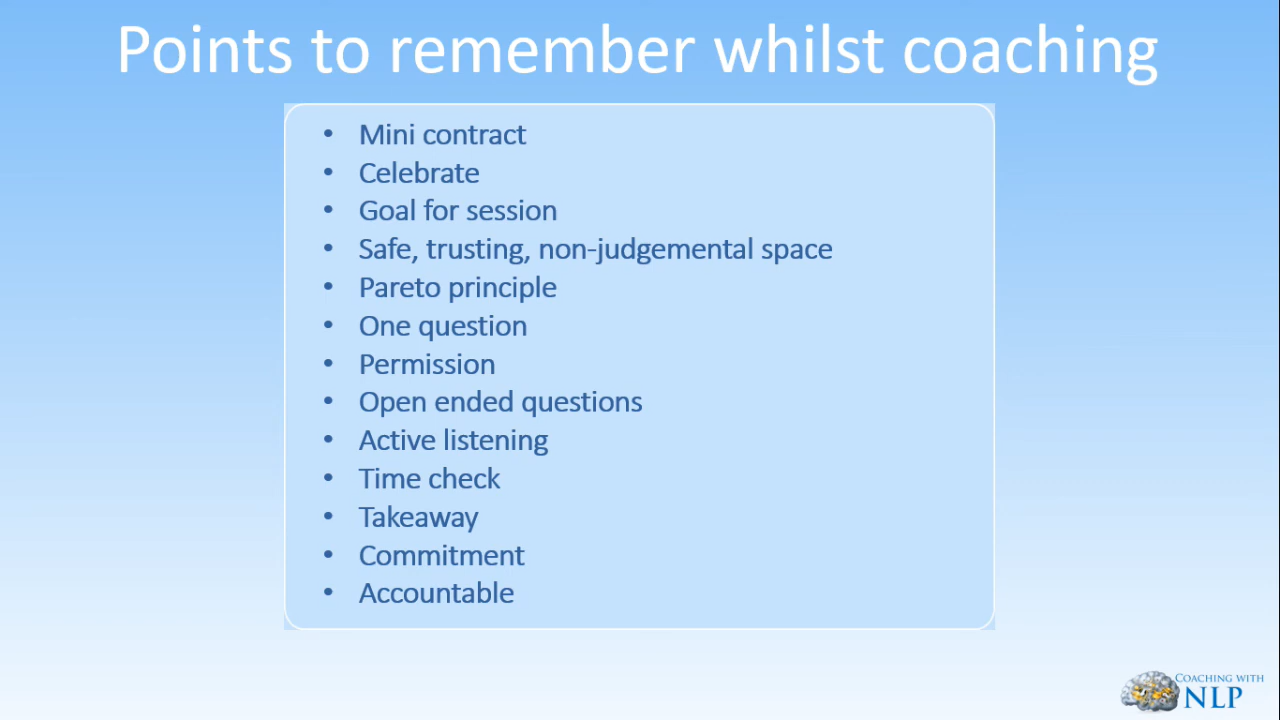 Points to remember whilst coaching
• Mini contract
• Celebrate
• Goal for session
• Safe, trusting, non-judgemental space
• Pareto principle
• One question
• Permission
• Open ended questions
• Active listening
• Time check
• Takeaway
• Commitment
• Accountable
COACHING WITH
NLP